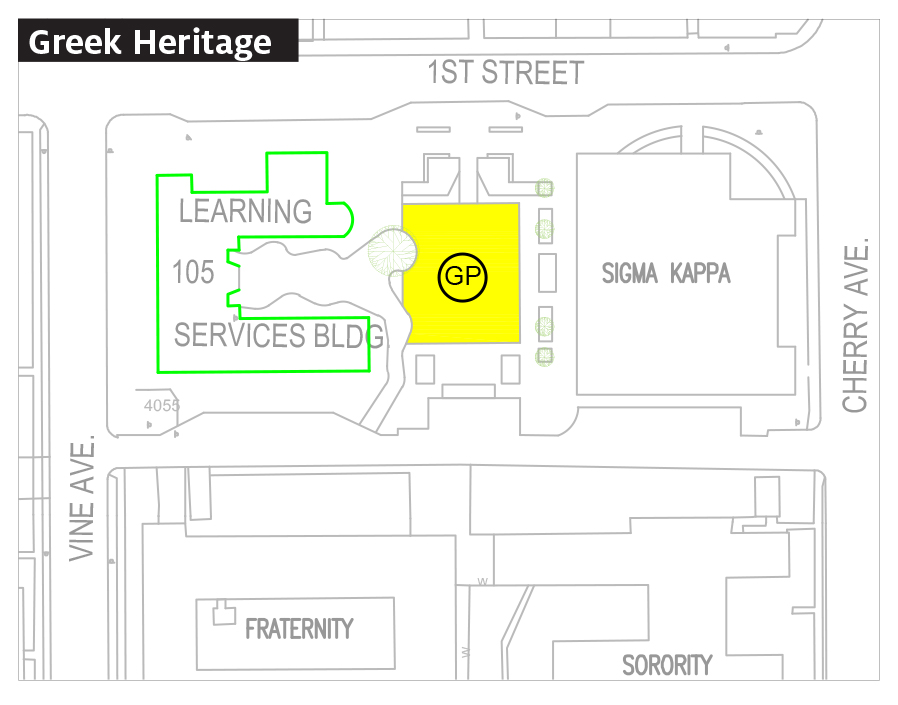 Greek Heritage
1ST STREET
LEARNING
105
SERVICES BLDG.
GP
SIGMA KAPPA
CHERRY AVE.
4055
VINE AVE.
W
FRATERNITY
W
SORORITY